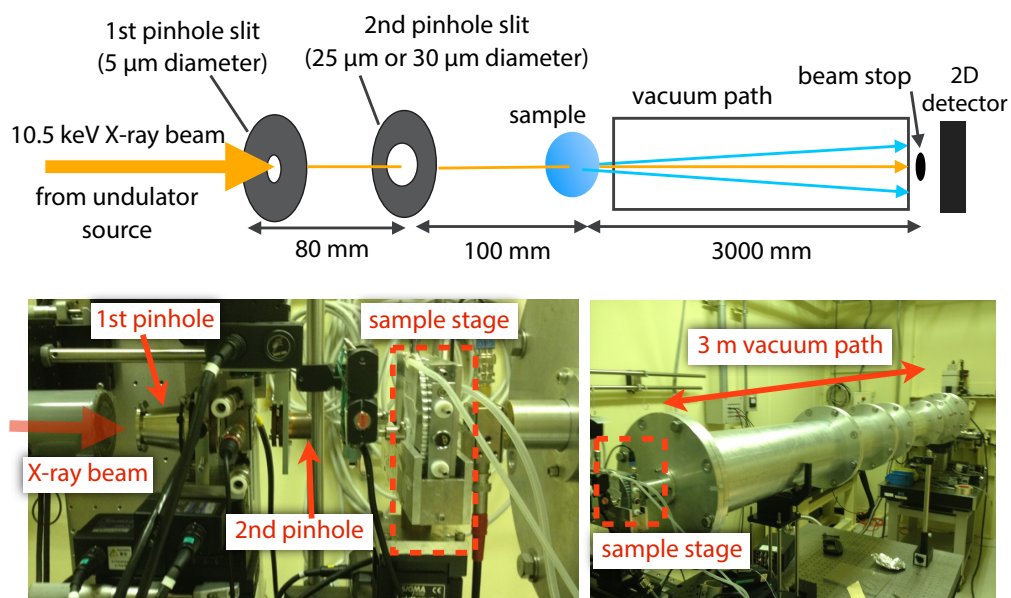 1st pinhole slit
(5 μm diameter)
2nd pinhole slit
(25 μm or 30 μm diameter)
sample
vacuum path
beam stop
2D
detector
10.5 keV X-ray beam
from undulator
source
80 mm
100 mm
3000 mm
1st pinhole
sample stage
X-ray beam
2nd pinhole
3 m vacuum path
sample stage